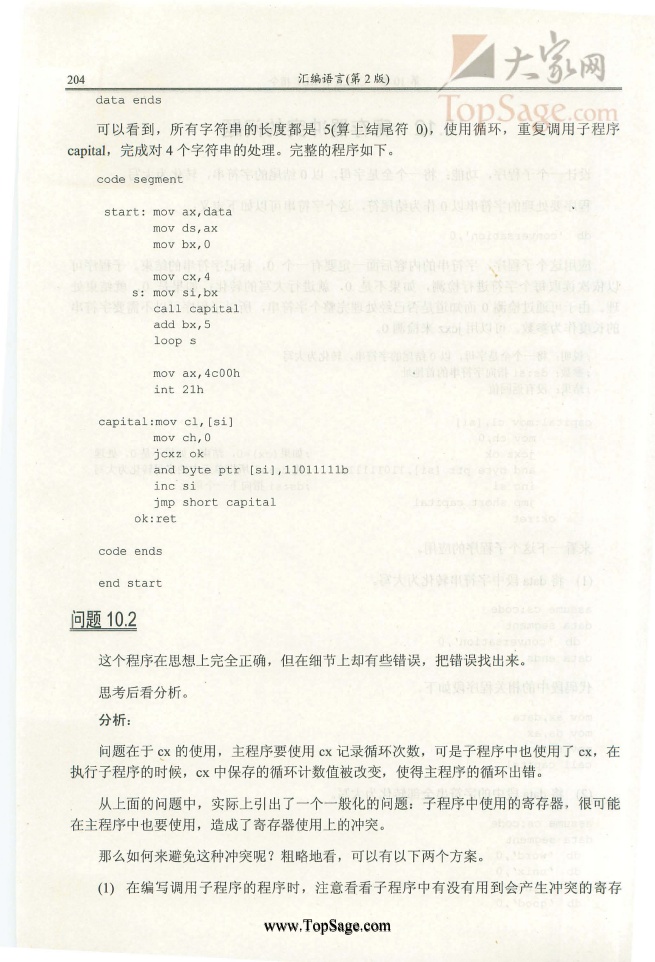 大家网
TopSage.com
204
汇编语言(第 2 版)
data ends
可以看到，所有字符串的长度都是 5(算上结尾符 0)，使用循环，重复调用子程序
capital，完成对 4 个字符串的处理。完整的程序如下。
code segment
start: mov ax,data
mov ds,ax
mov bx,0
mov cx,4
s: mov si,bx
call capital
add bx,5
loop s
mov ax,4c00h
int 21h
capital:mov cl,[si]
mov ch,0
jcxz ok
and byte ptr [si],11011111b
inc si
jmp short capital
ok:ret
code ends
end start
问题 10.2
这个程序在思想上完全正确，但在细节上却有些错误，把错误找出来。
思考后看分析。
分析：
问题在于 cx 的使用，主程序要使用 cx 记录循环次数，可是子程序中也使用了 cx，在
执行子程序的时候，cx 中保存的循环计数值被改变，使得主程序的循环出错。
从上面的问题中，实际上引出了一个一般化的问题：子程序中使用的寄存器，很可能
在主程序中也要使用，造成了寄存器使用上的冲突。
那么如何来避免这种冲突呢？粗略地看，可以有以下两个方案。
(1) 在编写调用子程序的程序时，注意看看子程序中有没有用到会产生冲突的寄存
www.TopSage.com